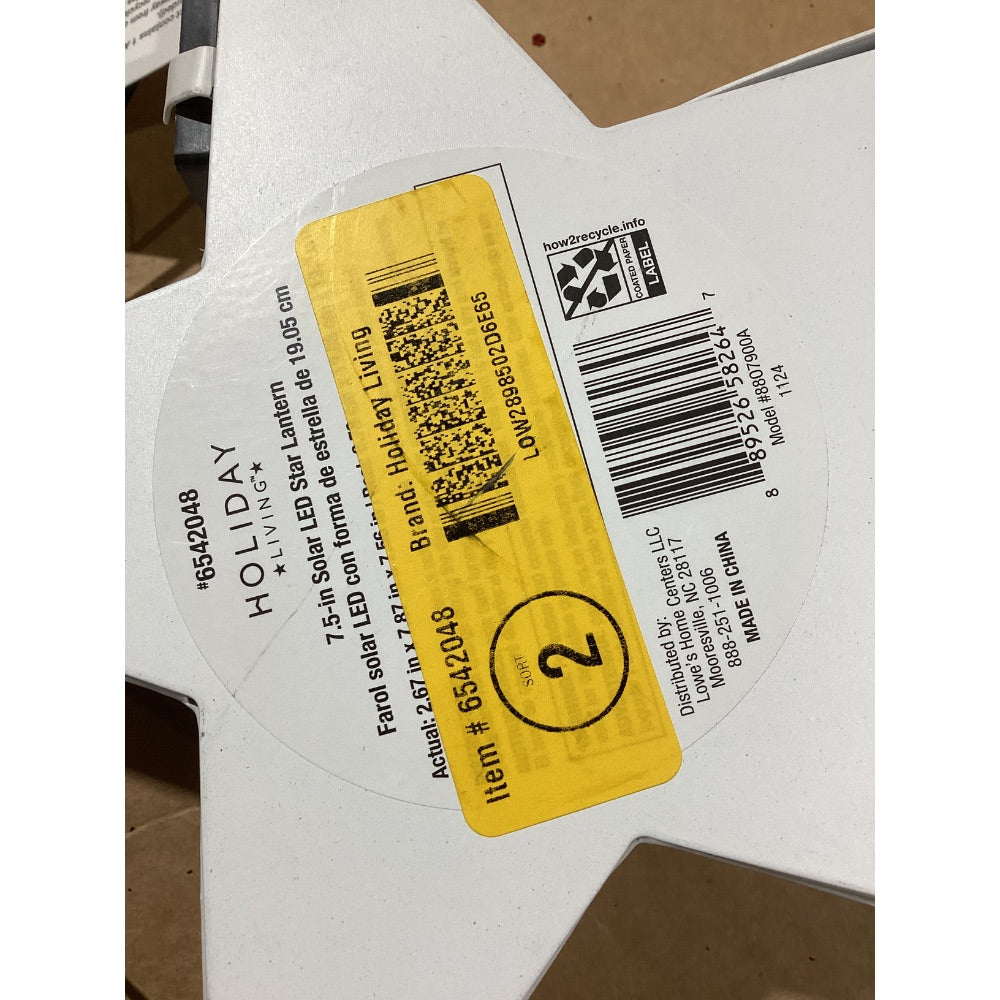 #6542048
HOLIDAY
★LIVING™★
7.5-in Solar LED Star Lantern
Farol solar LED con forma de estrella de 19.05 cm
Actual: 2.67 in x 7.87 in x 7.56 in
Item # 6542048
Brand: Holiday Living
LOW2898502D6E65
SORT
2
how2recycle.info
COATED PAPER
LABEL
8 89526 58264 7
Model #8807900A
1124
Distributed by:
Lowe's Home Centers LLC
Mooresville, NC 28117
888-251-1006
MADE IN CHINA